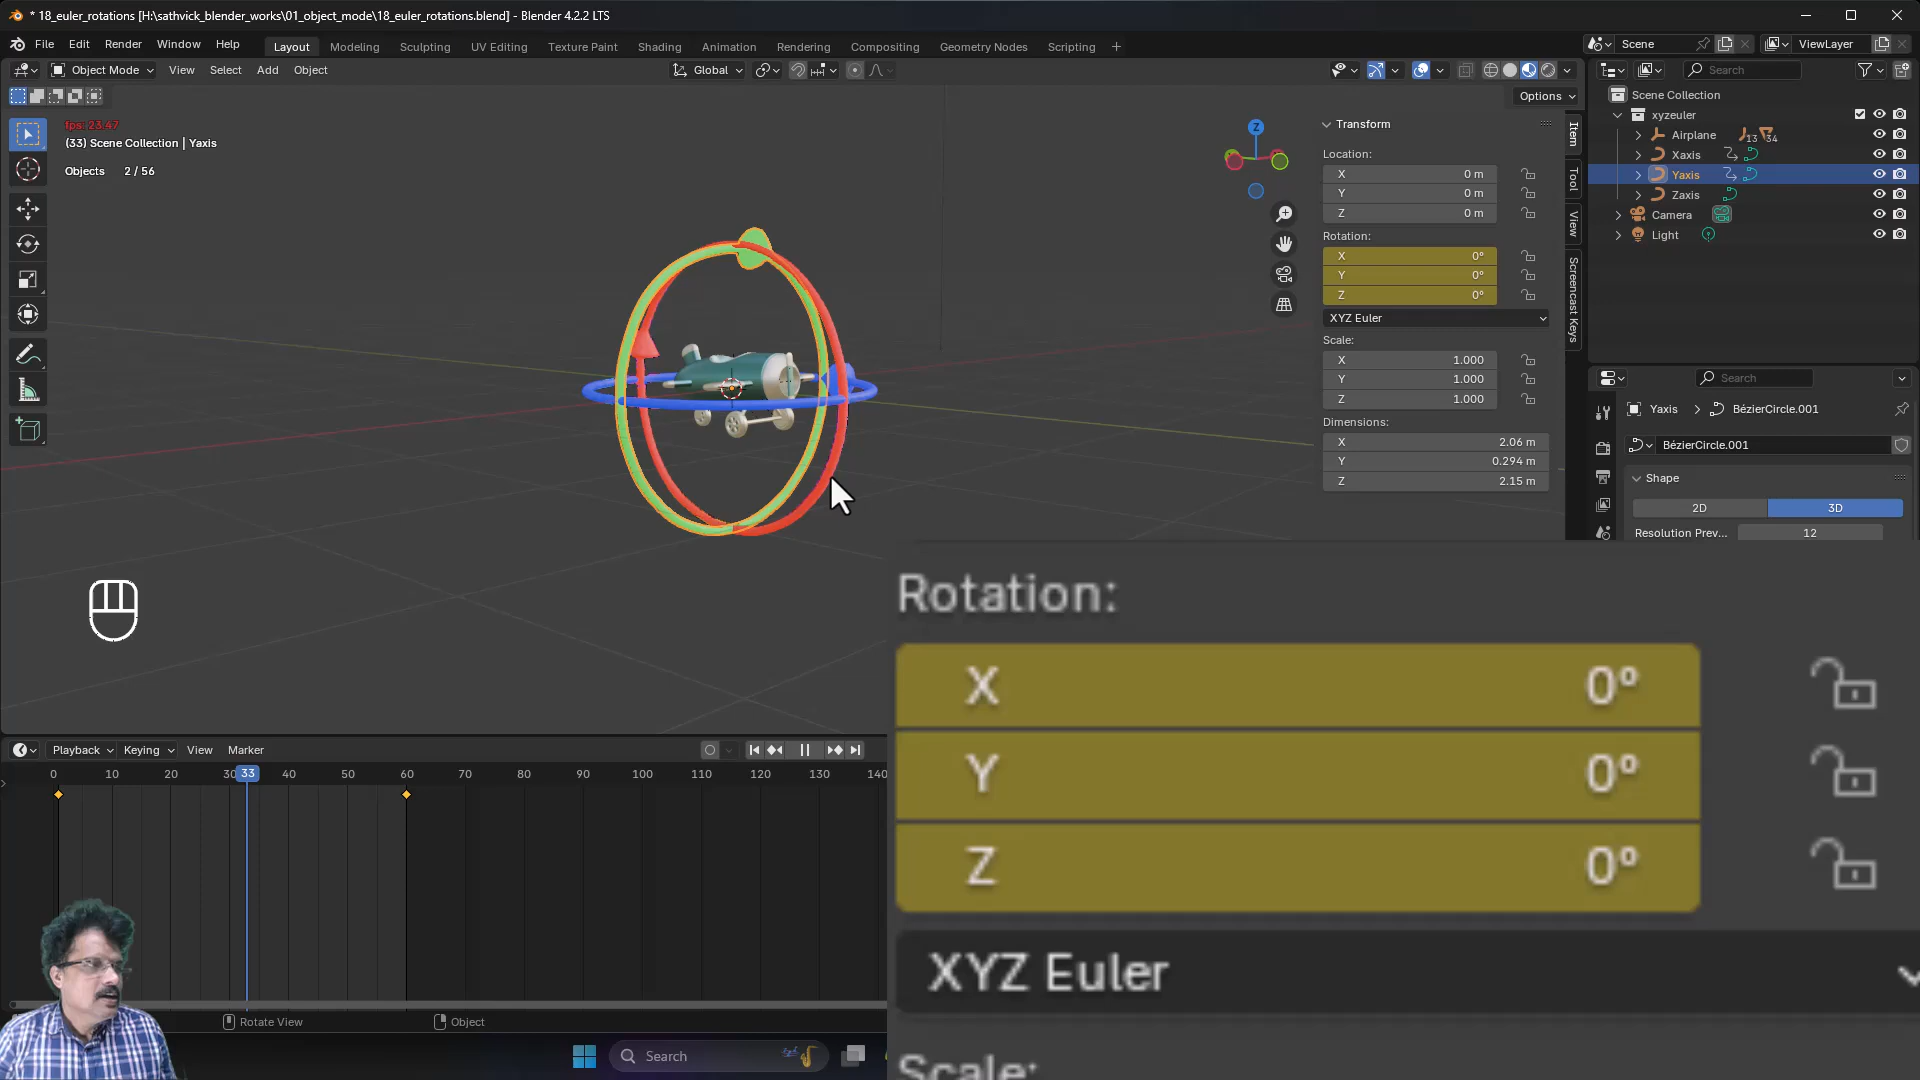 * 18_euler_rotations [H:\sathvick_blender_works\01_object_mode\18_euler_rotations.blend] - Blender 4.2.2 LTS
File Edit Render Window Help Layout Modeling Sculpting UV Editing Texture Paint Shading Animation Rendering Compositing Geometry Nodes Scripting + Scene ViewLayer
Object Mode View Select Add Object Global Search
Options
fps: 23.47
(33) Scene Collection | Yaxis
Objects 2 / 56
Z
Transform
Location:
X 0 m
Y 0 m
Z 0 m
Rotation:
X 0°
Y 0°
Z 0°
XYZ Euler
Scale:
X 1.000
Y 1.000
Z 1.000
Dimensions:
X 2.06 m
Y 0.294 m
Z 2.15 m
Item
Tool
View
Screencast Keys
Scene Collection
xyzeuler
Airplane 13 34
Xaxis
Yaxis
Zaxis
Camera
Light
Search
Yaxis > BézierCircle.001
BézierCircle.001
Shape
2D 3D
Resolution Prev... 12
Rotation:
X 0°
Y 0°
Z 0°
XYZ Euler
Scale:
Playback Keying View Marker
0 10 20 30 33 40 50 60 70 80 90 100 110 120 130 140
Rotate View Object
Search